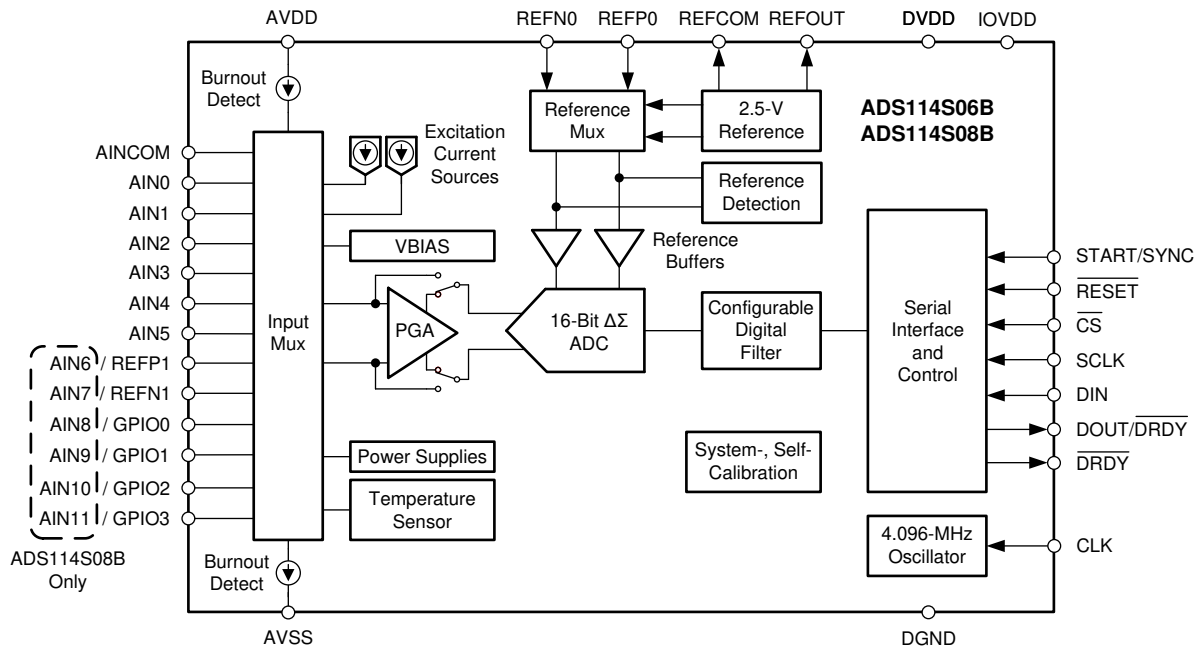 AVDD
REFN0
REFP0
REFCOM
REFOUT
DVDD
IOVDD
Burnout
Detect
Reference
Mux
2.5-V
Reference
ADS114S06B
ADS114S08B
Excitation
Current
Sources
AINCOM
AIN0
AIN1
AIN2
AIN3
AIN4
AIN5
AIN6 / REFP1
AIN7 / REFN1
AIN8 / GPIO0
AIN9 / GPIO1
AIN10 / GPIO2
AIN11 / GPIO3
ADS114S08B
Only
Input
Mux
VBIAS
PGA
Reference
Detection
Reference
Buffers
16-Bit ΔΣ
ADC
Configurable
Digital
Filter
Serial
Interface
and
Control
START/SYNC
RESET
CS
SCLK
DIN
DOUT/DRDY
DRDY
Power Supplies
Temperature
Sensor
System-, Self-
Calibration
4.096-MHz
Oscillator
CLK
Burnout
Detect
AVSS
DGND